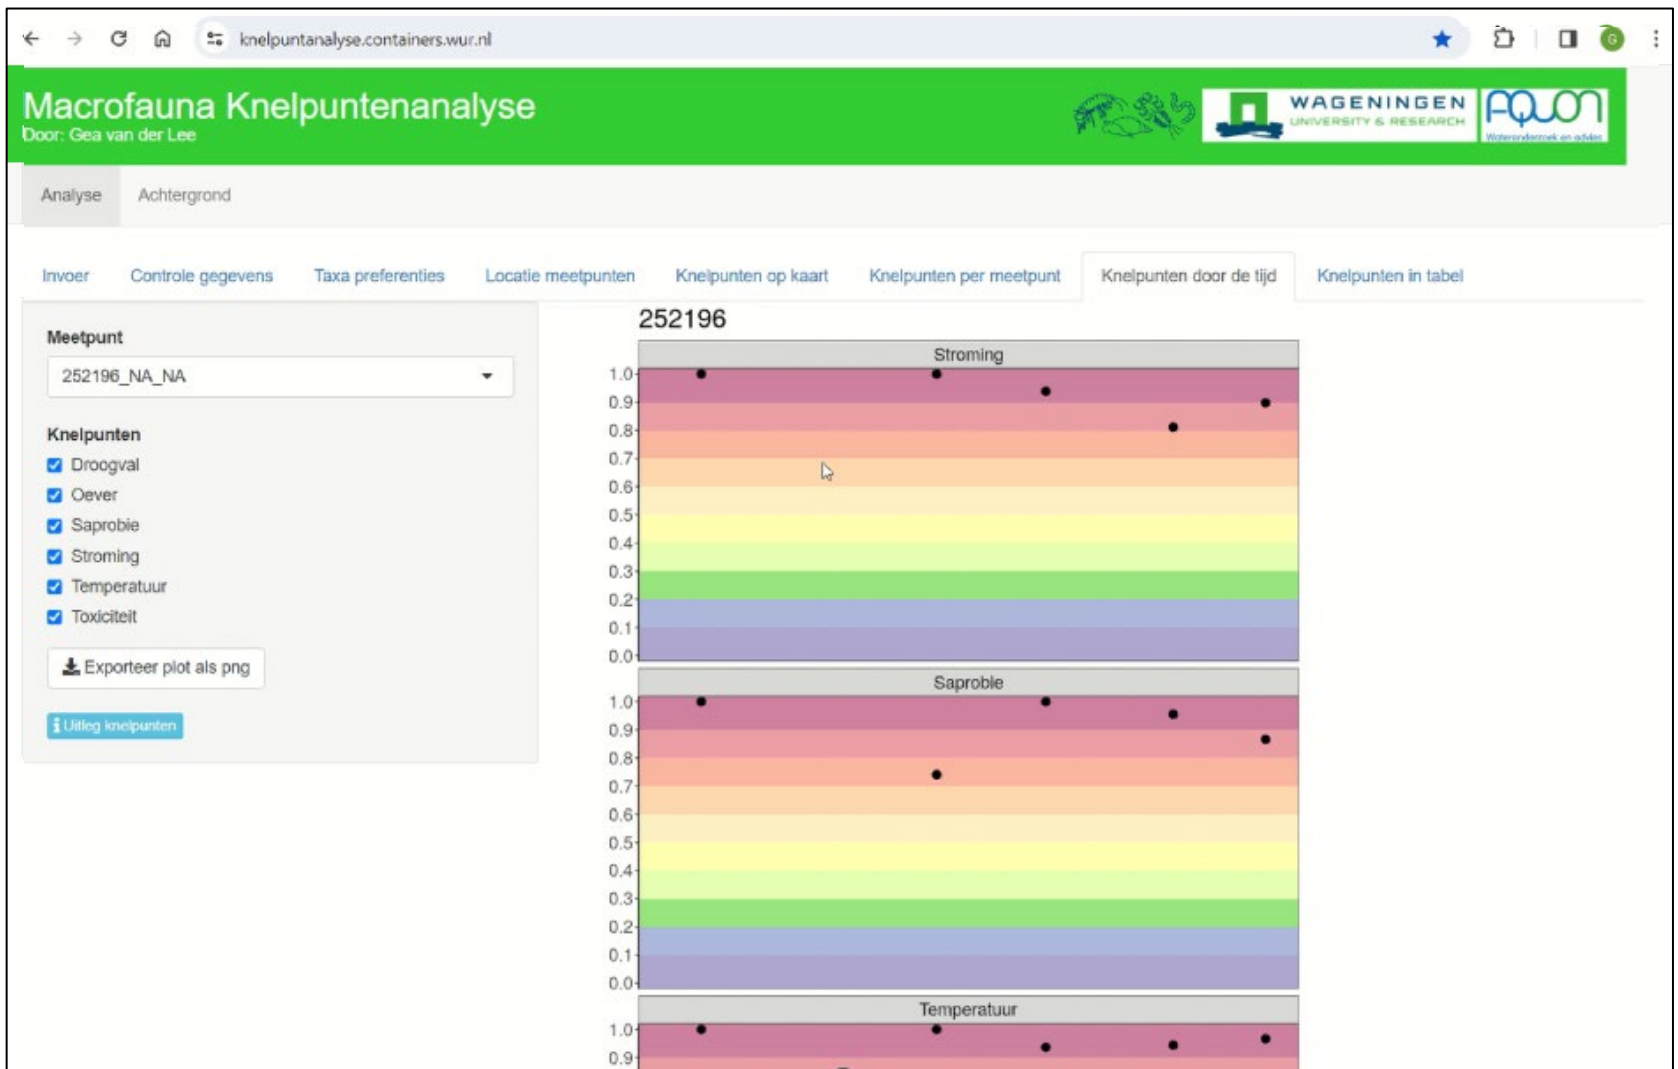 knelpuntanalyse.containers.wur.nl
G
Macrofauna Knelpuntenanalyse
Door: Gea van der Lee
WAGENINGEN
UNIVERSITY & RESEARCH
AQUON
Wateronderzoek en advies
Analyse
Achtergrond
Invoer
Controle gegevens
Taxa preferenties
Locatie meetpunten
Knelpunten op kaart
Knelpunten per meetpunt
Knelpunten door de tijd
Knelpunten in tabel
Meetpunt
252196_NA_NA
Knelpunten
Droogval
Oever
Saprobie
Stroming
Temperatuur
Toxiciteit
Exporteer plot als png
i Uitleg knelpunten
252196
Stroming
1.0
0.9
0.8
0.7
0.6
0.5
0.4
0.3
0.2
0.1
0.0
Saprobie
1.0
0.9
0.8
0.7
0.6
0.5
0.4
0.3
0.2
0.1
0.0
Temperatuur
1.0
0.9